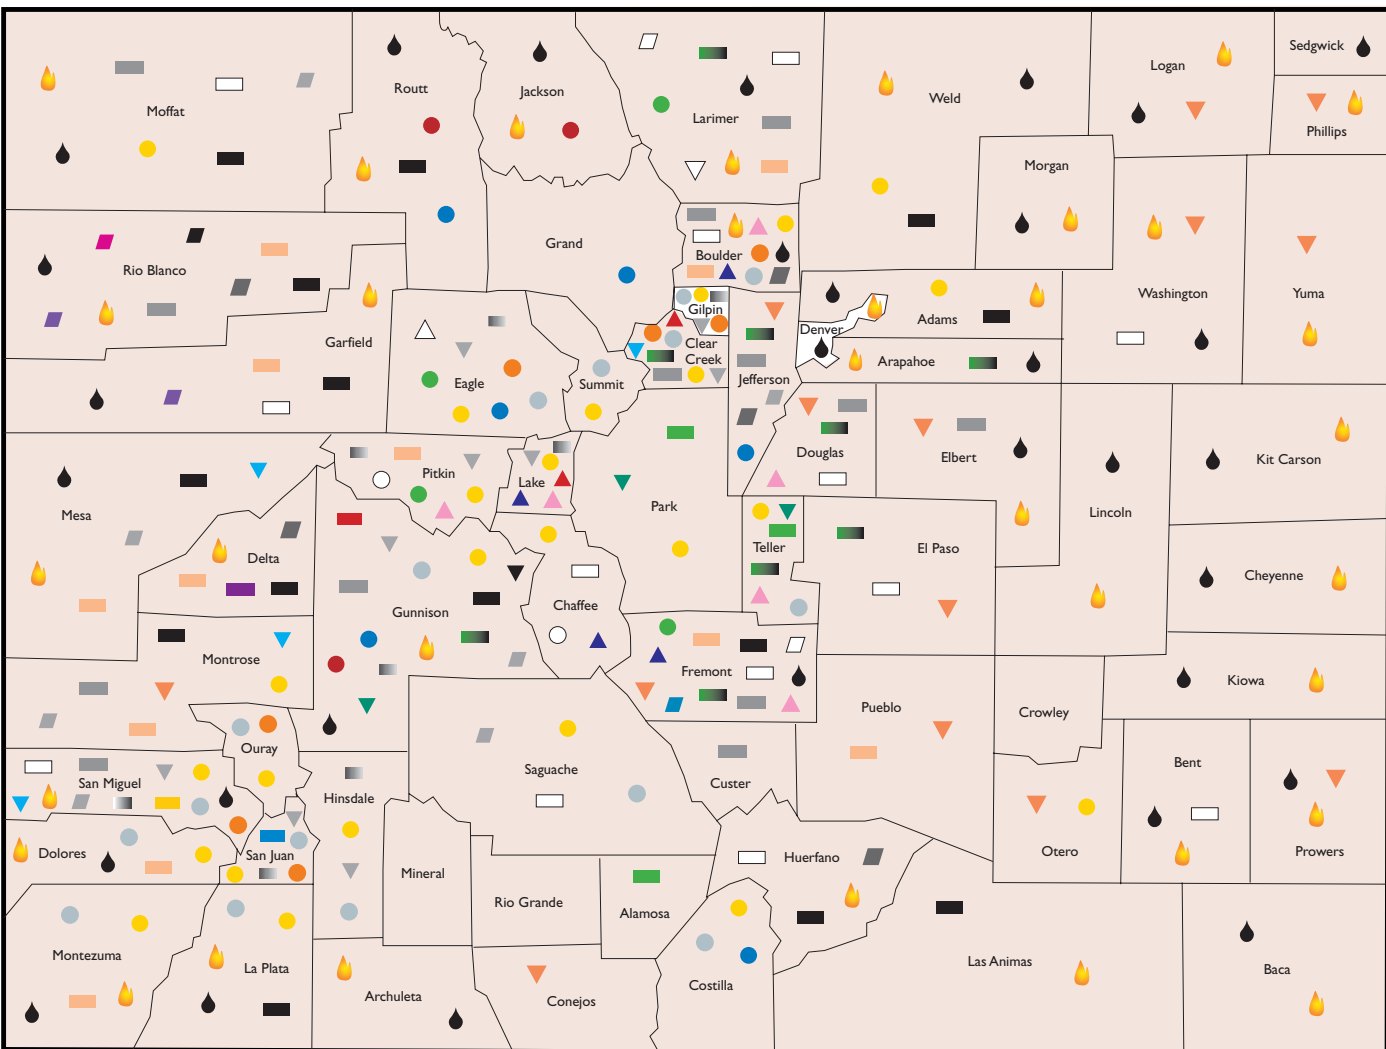 Sedgwick
Logan
Routt
Jackson
Weld
Moffat
Larimer
Phillips
Morgan
Grand
Boulder
Rio Blanco
Washington
Yuma
Gilpin
Adams
Denver
Garfield
Clear
Creek
Arapahoe
Jefferson
Eagle
Summit
Douglas
Elbert
Kit Carson
Pitkin
Lake
Park
Lincoln
Mesa
Teller
El Paso
Delta
Cheyenne
Chaffee
Gunnison
Montrose
Fremont
Kiowa
Pueblo
Crowley
Ouray
Bent
Saguache
San Miguel
Custer
Hinsdale
Dolores
San Juan
Huerfano
Otero
Prowers
Mineral
Rio Grande
Alamosa
Montezuma
La Plata
Las Animas
Baca
Costilla
Archuleta
Conejos